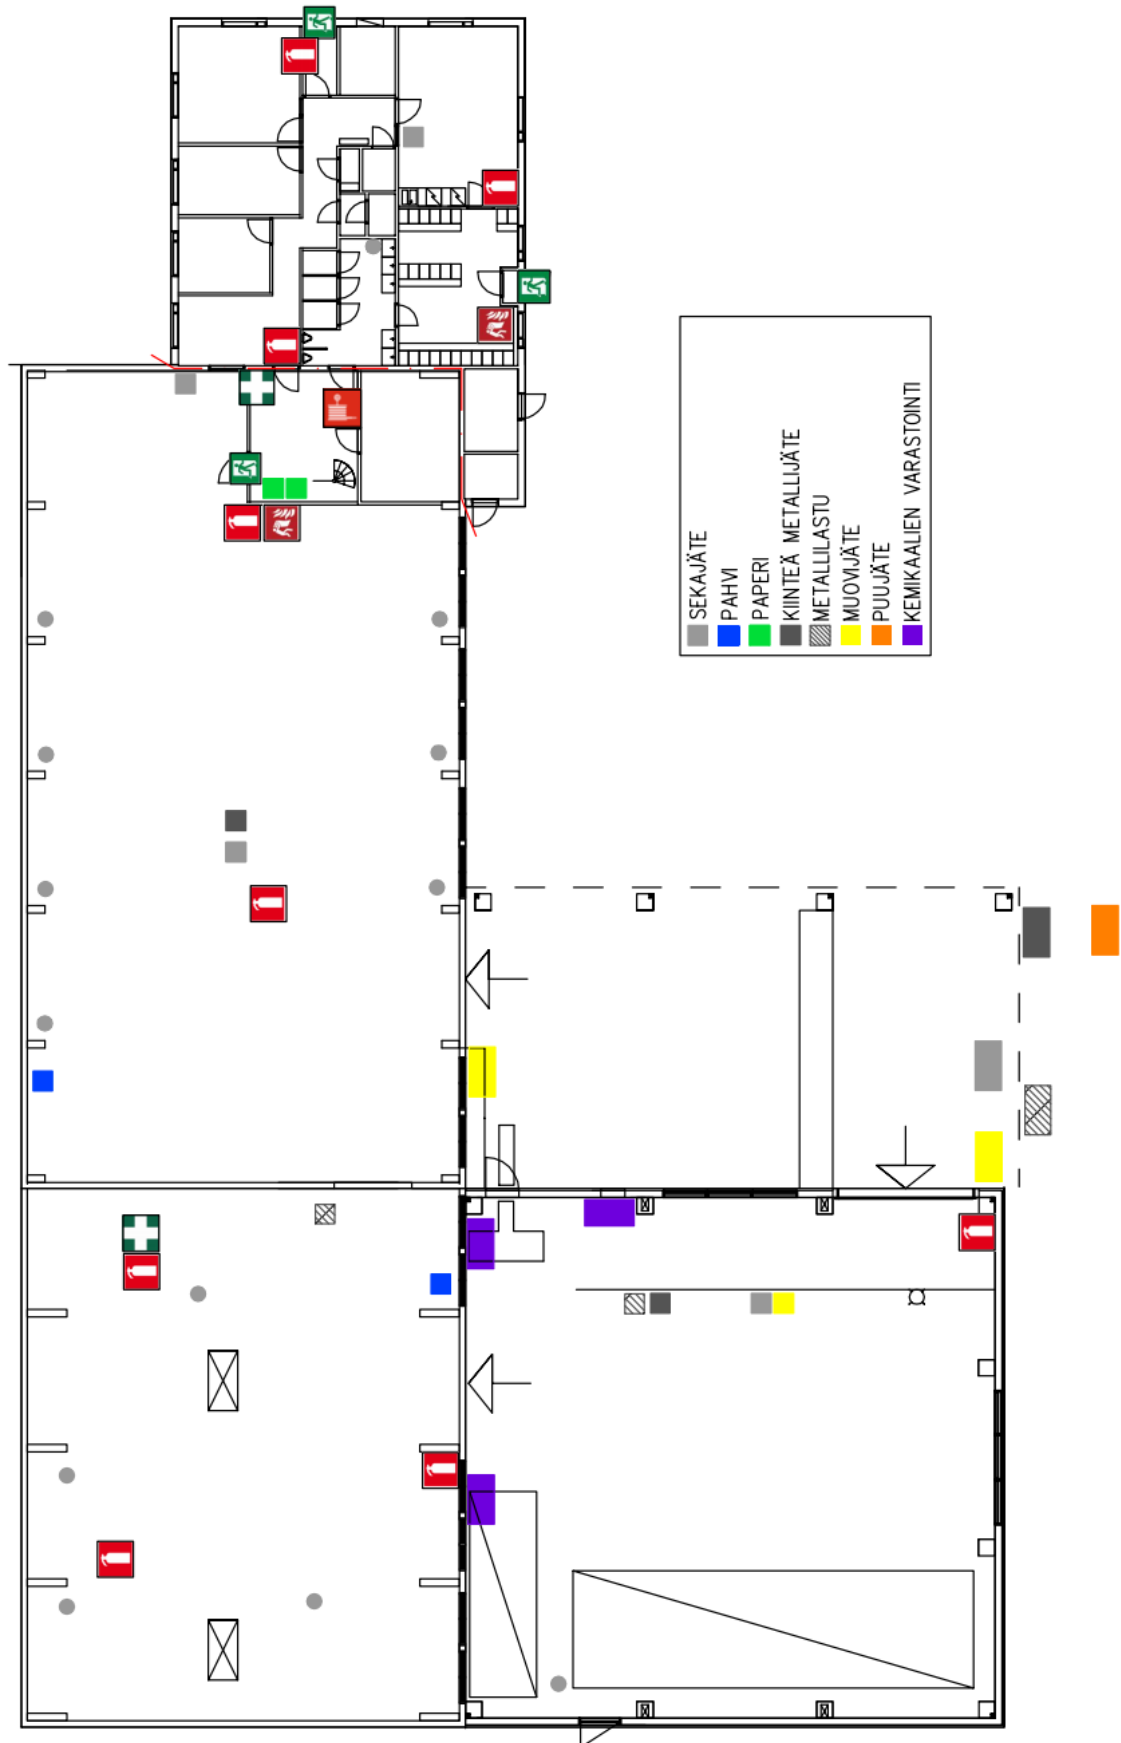 SEKAJÄTE
PAHVI
PAPERI
KIINTEÄ METALLIJÄTE
METALLILASTU
MUOVIJÄTE
PUUJÄTE
KEMIKAALIEN VARASTOINTI